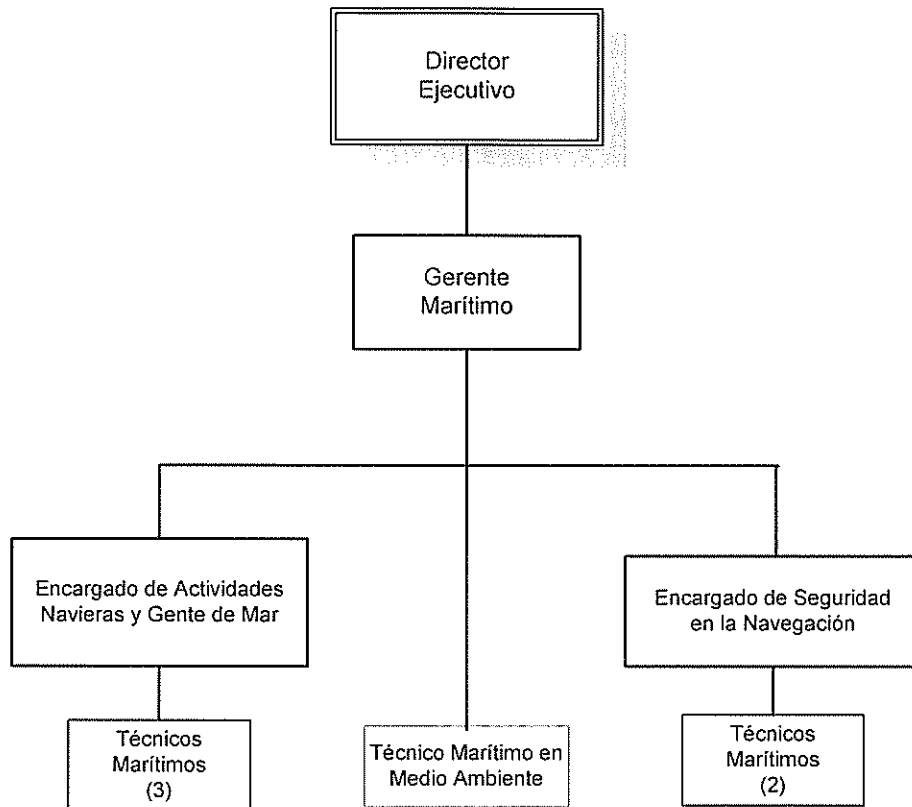 Director
Ejecutivo
Gerente
Marítimo
Encargado de Actividades
Navieras y Gente de Mar
Encargado de Seguridad
en la Navegación
Técnicos
Marítimos
(3)
Técnico Marítimo en
Medio Ambiente
Técnicos
Marítimos
(2)